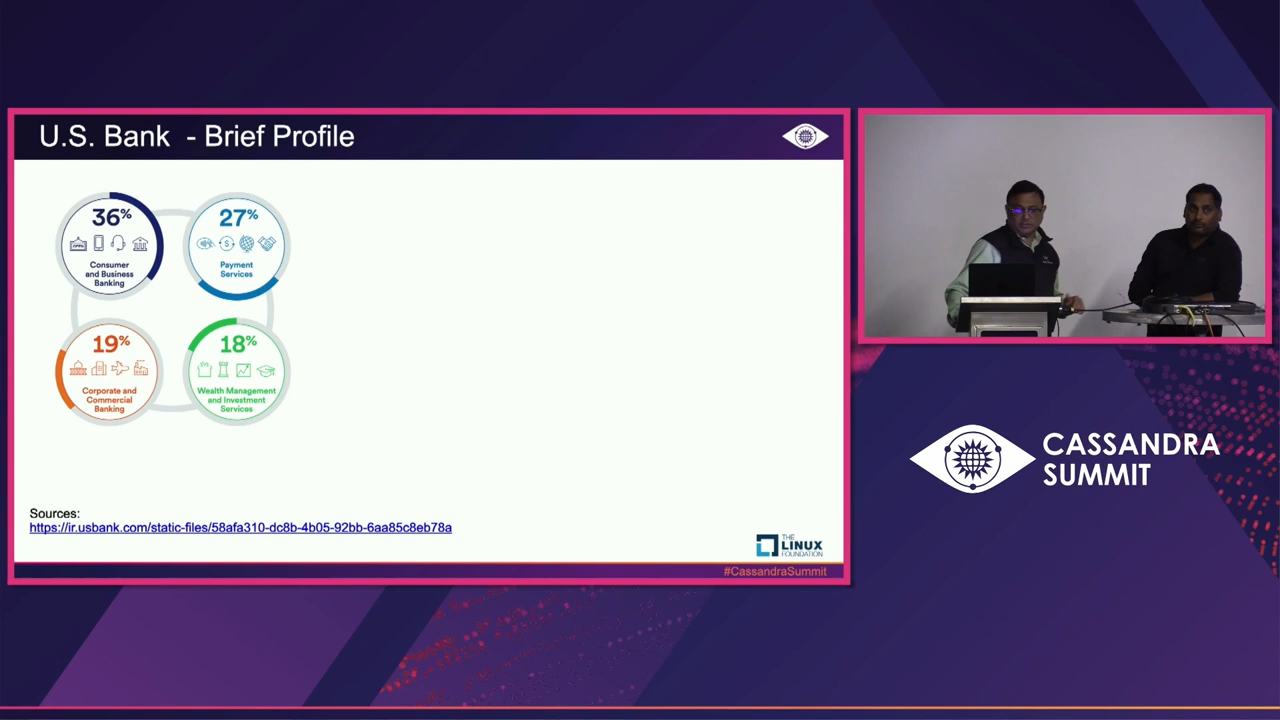 U.S. Bank - Brief Profile
36%
Consumer
and Business
Banking
27%
Payment
Services
19%
Corporate and
Commercial
Banking
18%
Wealth Management
and Investment
Services
Sources:
https://ir.usbank.com/static-files/58afa310-dc8b-4b05-92bb-6aa85c8eb78a
THE
LINUX
FOUNDATION
#CassandraSummit
CASSANDRA
SUMMIT